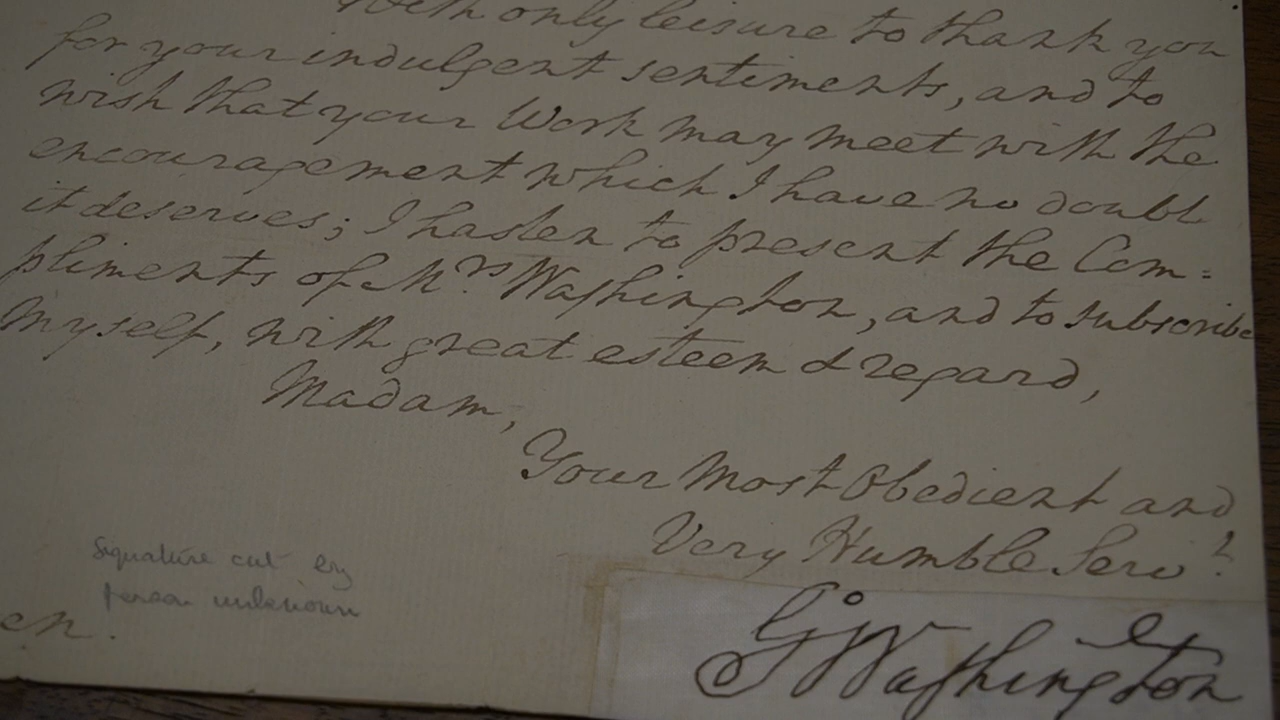 With only leisure to thank you
for your indulgent sentiments, and to
wish that your Work may meet with the
encouragement which I have no doubt
it deserves; I hasten to present the Com=
pliments of Mrs Washington, and to subscribe
myself, with great esteem & regard,
Madam,
Your Most Obedient and
Very Humble Servt
Signature cut by
person unknown
en.
GWashington